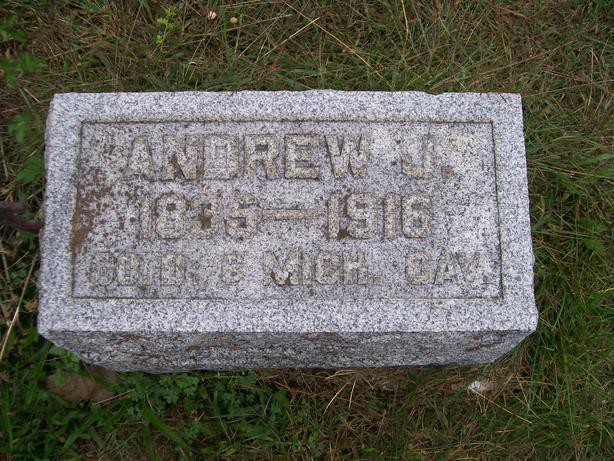 ANDREW J.
1835—1916
CO. D. 6 MICH. CAV.